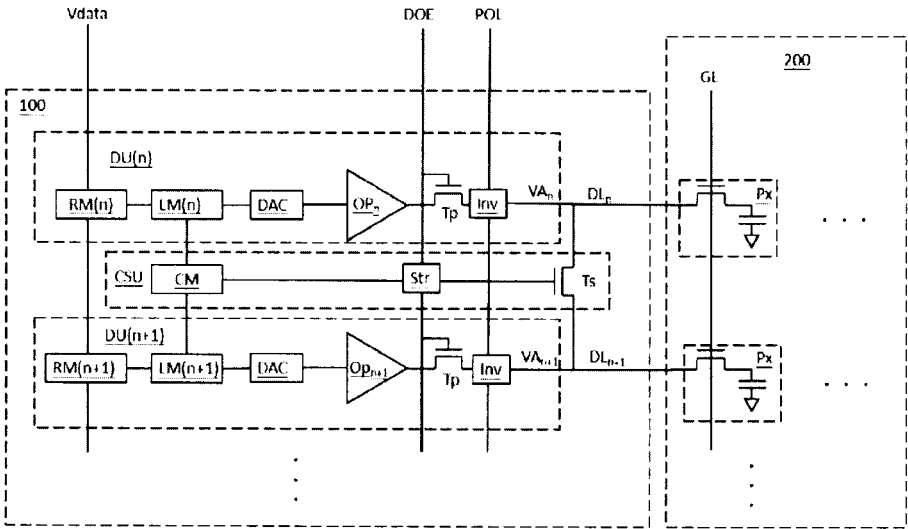 Vdata DOE POL
200
100 GL
DU(n)
VAn DLn Px
RM(n) LM(n) DAC OPn Tp Inv
CSU CM Str Ts
DU(n+1)
VAn+1 DLn+1 Px
RM(n+1) LM(n+1) DAC Opn+1 Tp Inv